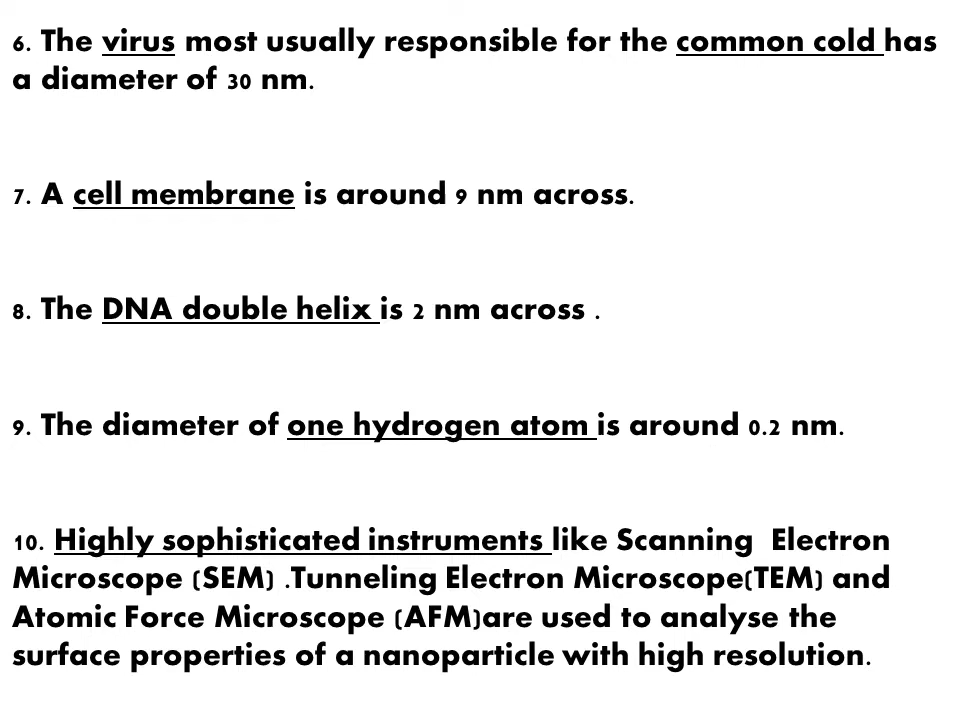 6. The virus most usually responsible for the common cold has
a diameter of 30 nm.
7. A cell membrane is around 9 nm across.
8. The DNA double helix is 2 nm across .
9. The diameter of one hydrogen atom is around 0.2 nm.
10. Highly sophisticated instruments like Scanning  Electron
Microscope (SEM) .Tunneling Electron Microscope(TEM) and
Atomic Force Microscope (AFM)are used to analyse the
surface properties of a nanoparticle with high resolution.